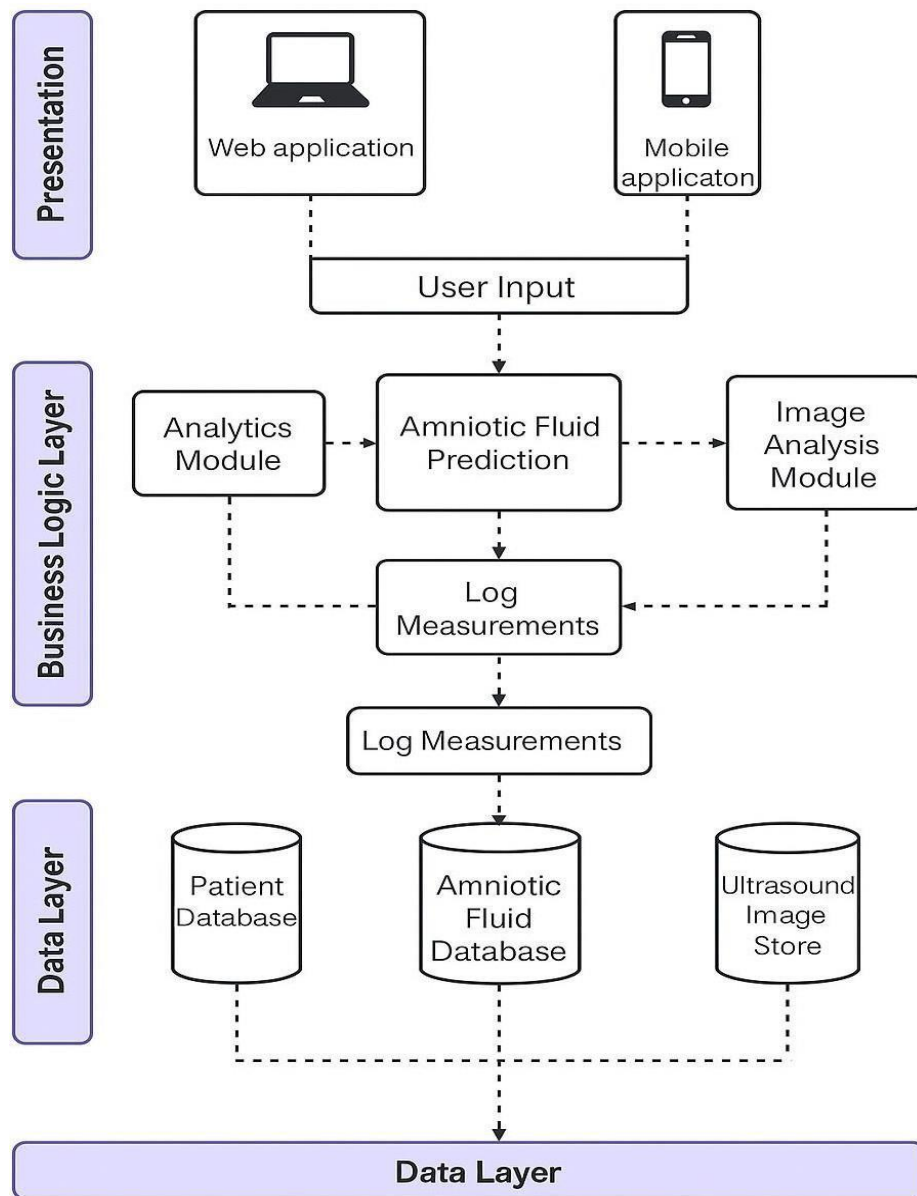 Presentation
Web application
Mobile
applicaton
User Input
Business Logic Layer
Analytics
Module
Amniotic Fluid
Prediction
Image
Analysis
Module
Log
Measurements
Log Measurements
Data Layer
Patient
Database
Amniotic
Fluid
Database
Ultrasound
Image
Store
Data Layer